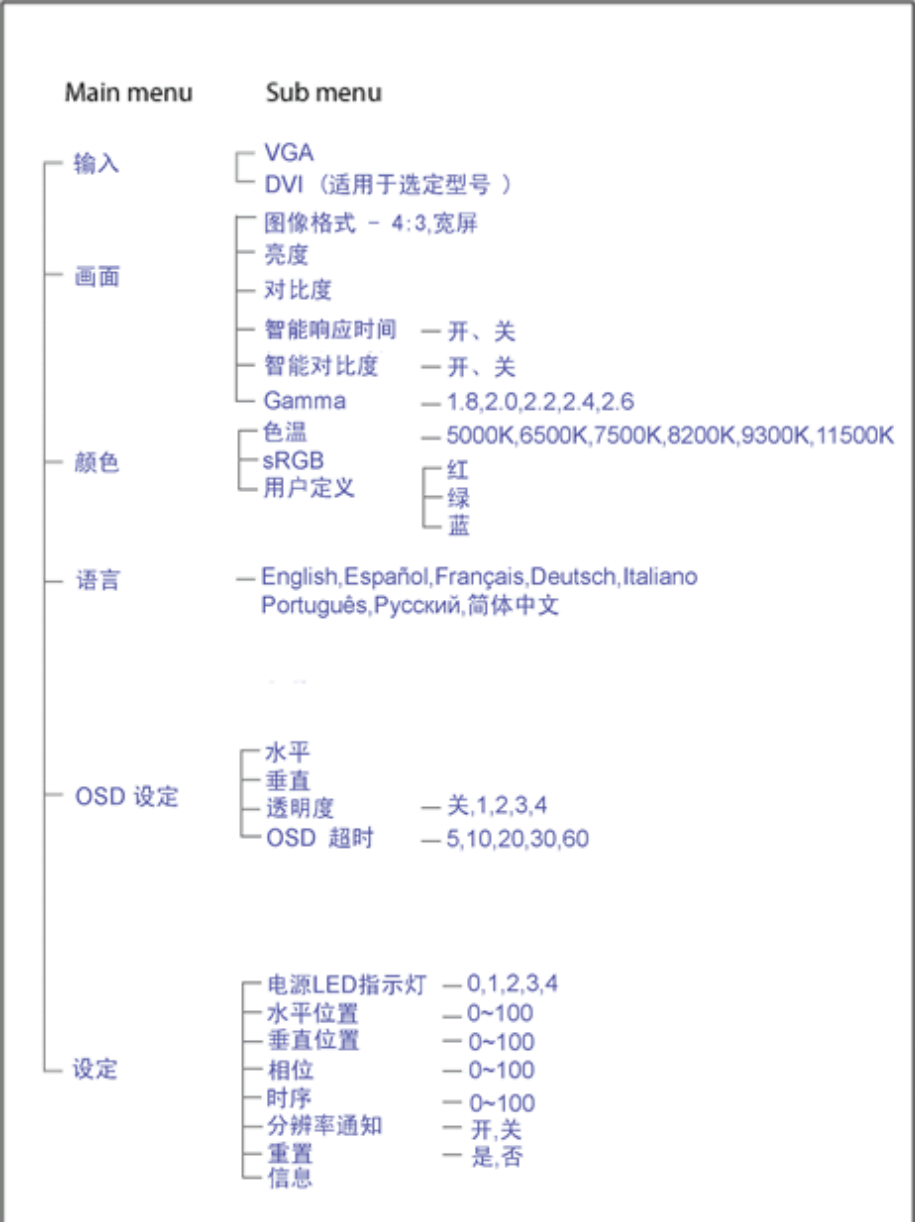 Main menu Sub menu
输入
VGA
DVI （适用于选定型号 ）
画面
图像格式 - 4:3,宽屏
亮度
对比度
智能响应时间 — 开、关
智能对比度 — 开、关
Gamma — 1.8,2.0,2.2,2.4,2.6
颜色
色温 — 5000K,6500K,7500K,8200K,9300K,11500K
sRGB
用户定义
红
绿
蓝
语言
English,Español,Français,Deutsch,Italiano
Português,Русский,简体中文
OSD 设定
水平
垂直
透明度 — 关,1,2,3,4
OSD 超时 — 5,10,20,30,60
设定
电源LED指示灯 — 0,1,2,3,4
水平位置 — 0~100
垂直位置 — 0~100
相位 — 0~100
时序 — 0~100
分辨率通知 — 开,关
重置 — 是,否
信息